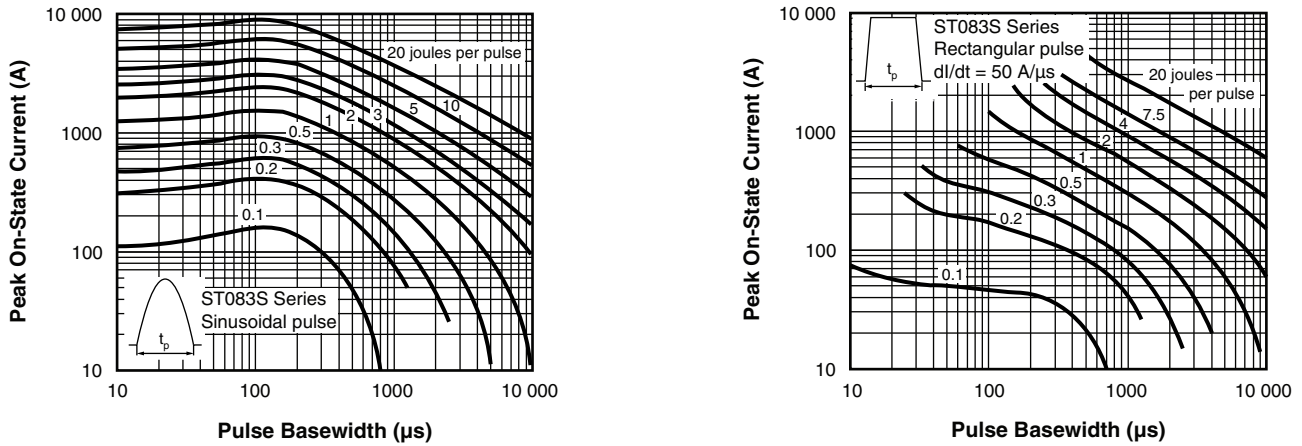 Peak On-State Current (A)
10 000
1000
100
10
20 joules per pulse
10
5
3
2
1
0.5
0.3
0.2
0.1
tp
ST083S Series
Sinusoidal pulse
10
100
1000
10 000
Pulse Basewidth (µs)
Peak On-State Current (A)
10 000
1000
100
10
tp
ST083S Series
Rectangular pulse
dI/dt = 50 A/µs
20 joules
per pulse
7.5
4
2
1
0.5
0.3
0.2
0.1
10
100
1000
10 000
Pulse Basewidth (µs)